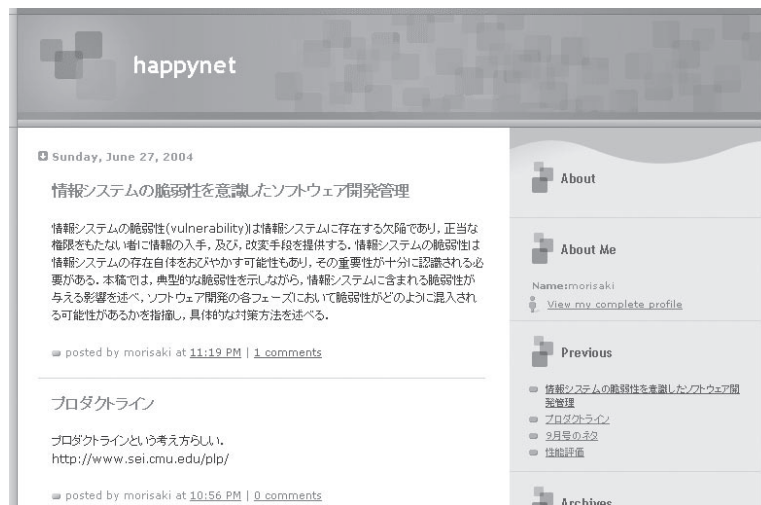 happynet
Sunday, June 27, 2004
情報システムの脆弱性を意識したソフトウェア開発管理
情報システムの脆弱性(vulnerability)は情報システムに存在する欠陥であり, 正当な
権限をもたない者に情報の入手, 及び, 改変手段を提供する. 情報システムの脆弱性は
情報システムの存在自体をおびやかす可能性もあり, その重要性が十分に認識される必
要がある. 本稿では, 典型的な脆弱性を示しながら, 情報システムに含まれる脆弱性が
与える影響を述べ, ソフトウェア開発の各フェーズにおいて脆弱性がどのように混入され
る可能性があるかを指摘し, 具体的な対策方法を述べる.
posted by morisaki at 11:19 PM | 1 comments
プロダクトライン
プロダクトラインという考え方らしい.
http://www.sei.cmu.edu/plp/
posted by morisaki at 10:56 PM | 0 comments
About
About Me
Name:morisaki
View my complete profile
Previous
情報システムの脆弱性を意識したソフトウェア開
発管理
プロダクトライン
9月号のネタ
性能評価
Archives